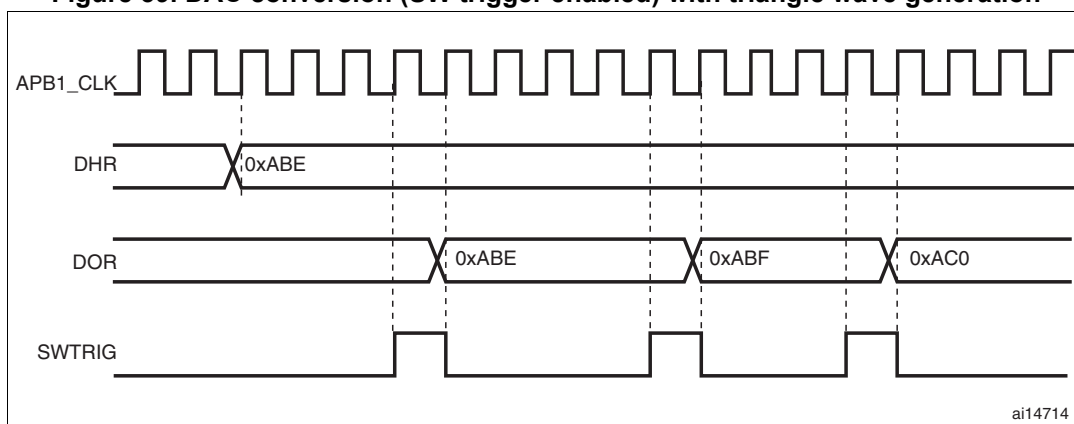 Figure 69. DAC conversion (SW trigger enabled) with triangle wave generation
APB1_CLK
DHR
0xABE
DOR
0xABE
0xABF
0xAC0
SWTRIG
ai14714